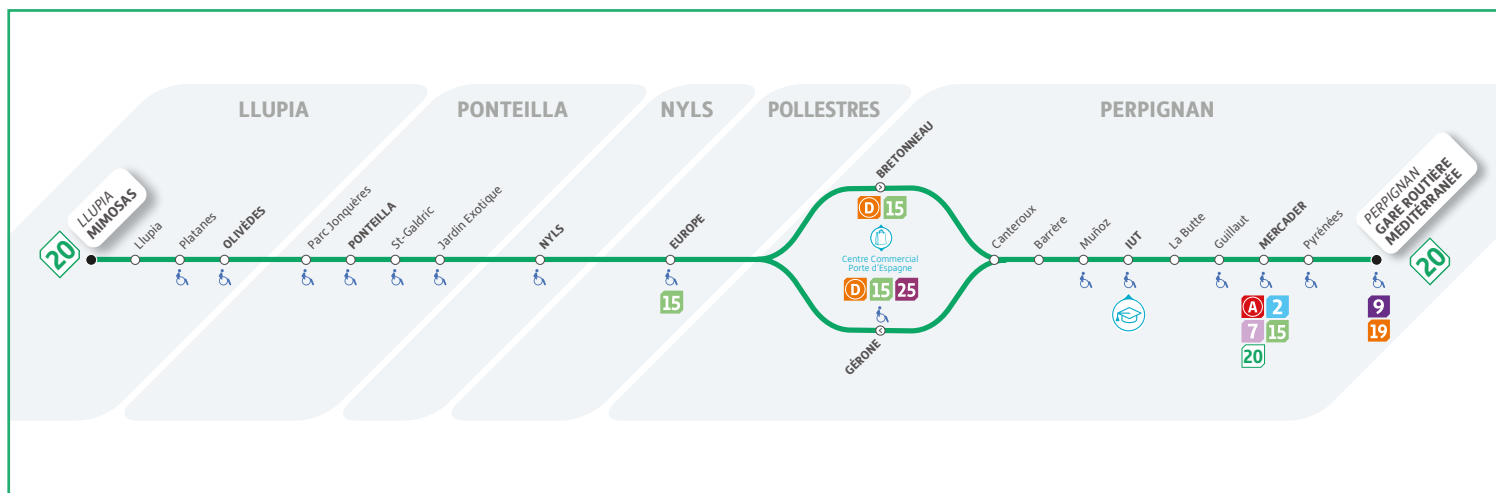 LLUPIA
PONTEILLA
NYLS
POLLESTRES
PERPIGNAN
20
LLUPIA
MIMOSAS
Llupia
Platanes
OLIVÈDES
Parc Jonquères
PONTEILLA
St-Galdric
Jardin Exotique
NYLS
EUROPE
15
BRETONNEAU
D 15
Centre Commercial
Porte d'Espagne
D 15 25
GÉRONE
Canteroux
Barrère
Muñoz
IUT
La Butte
Guillaut
MERCADER
A 2
7 15
20
Pyrénées
PERPIGNAN
GARE ROUTIÈRE
MEDITÉRRANÉE
9
19
20